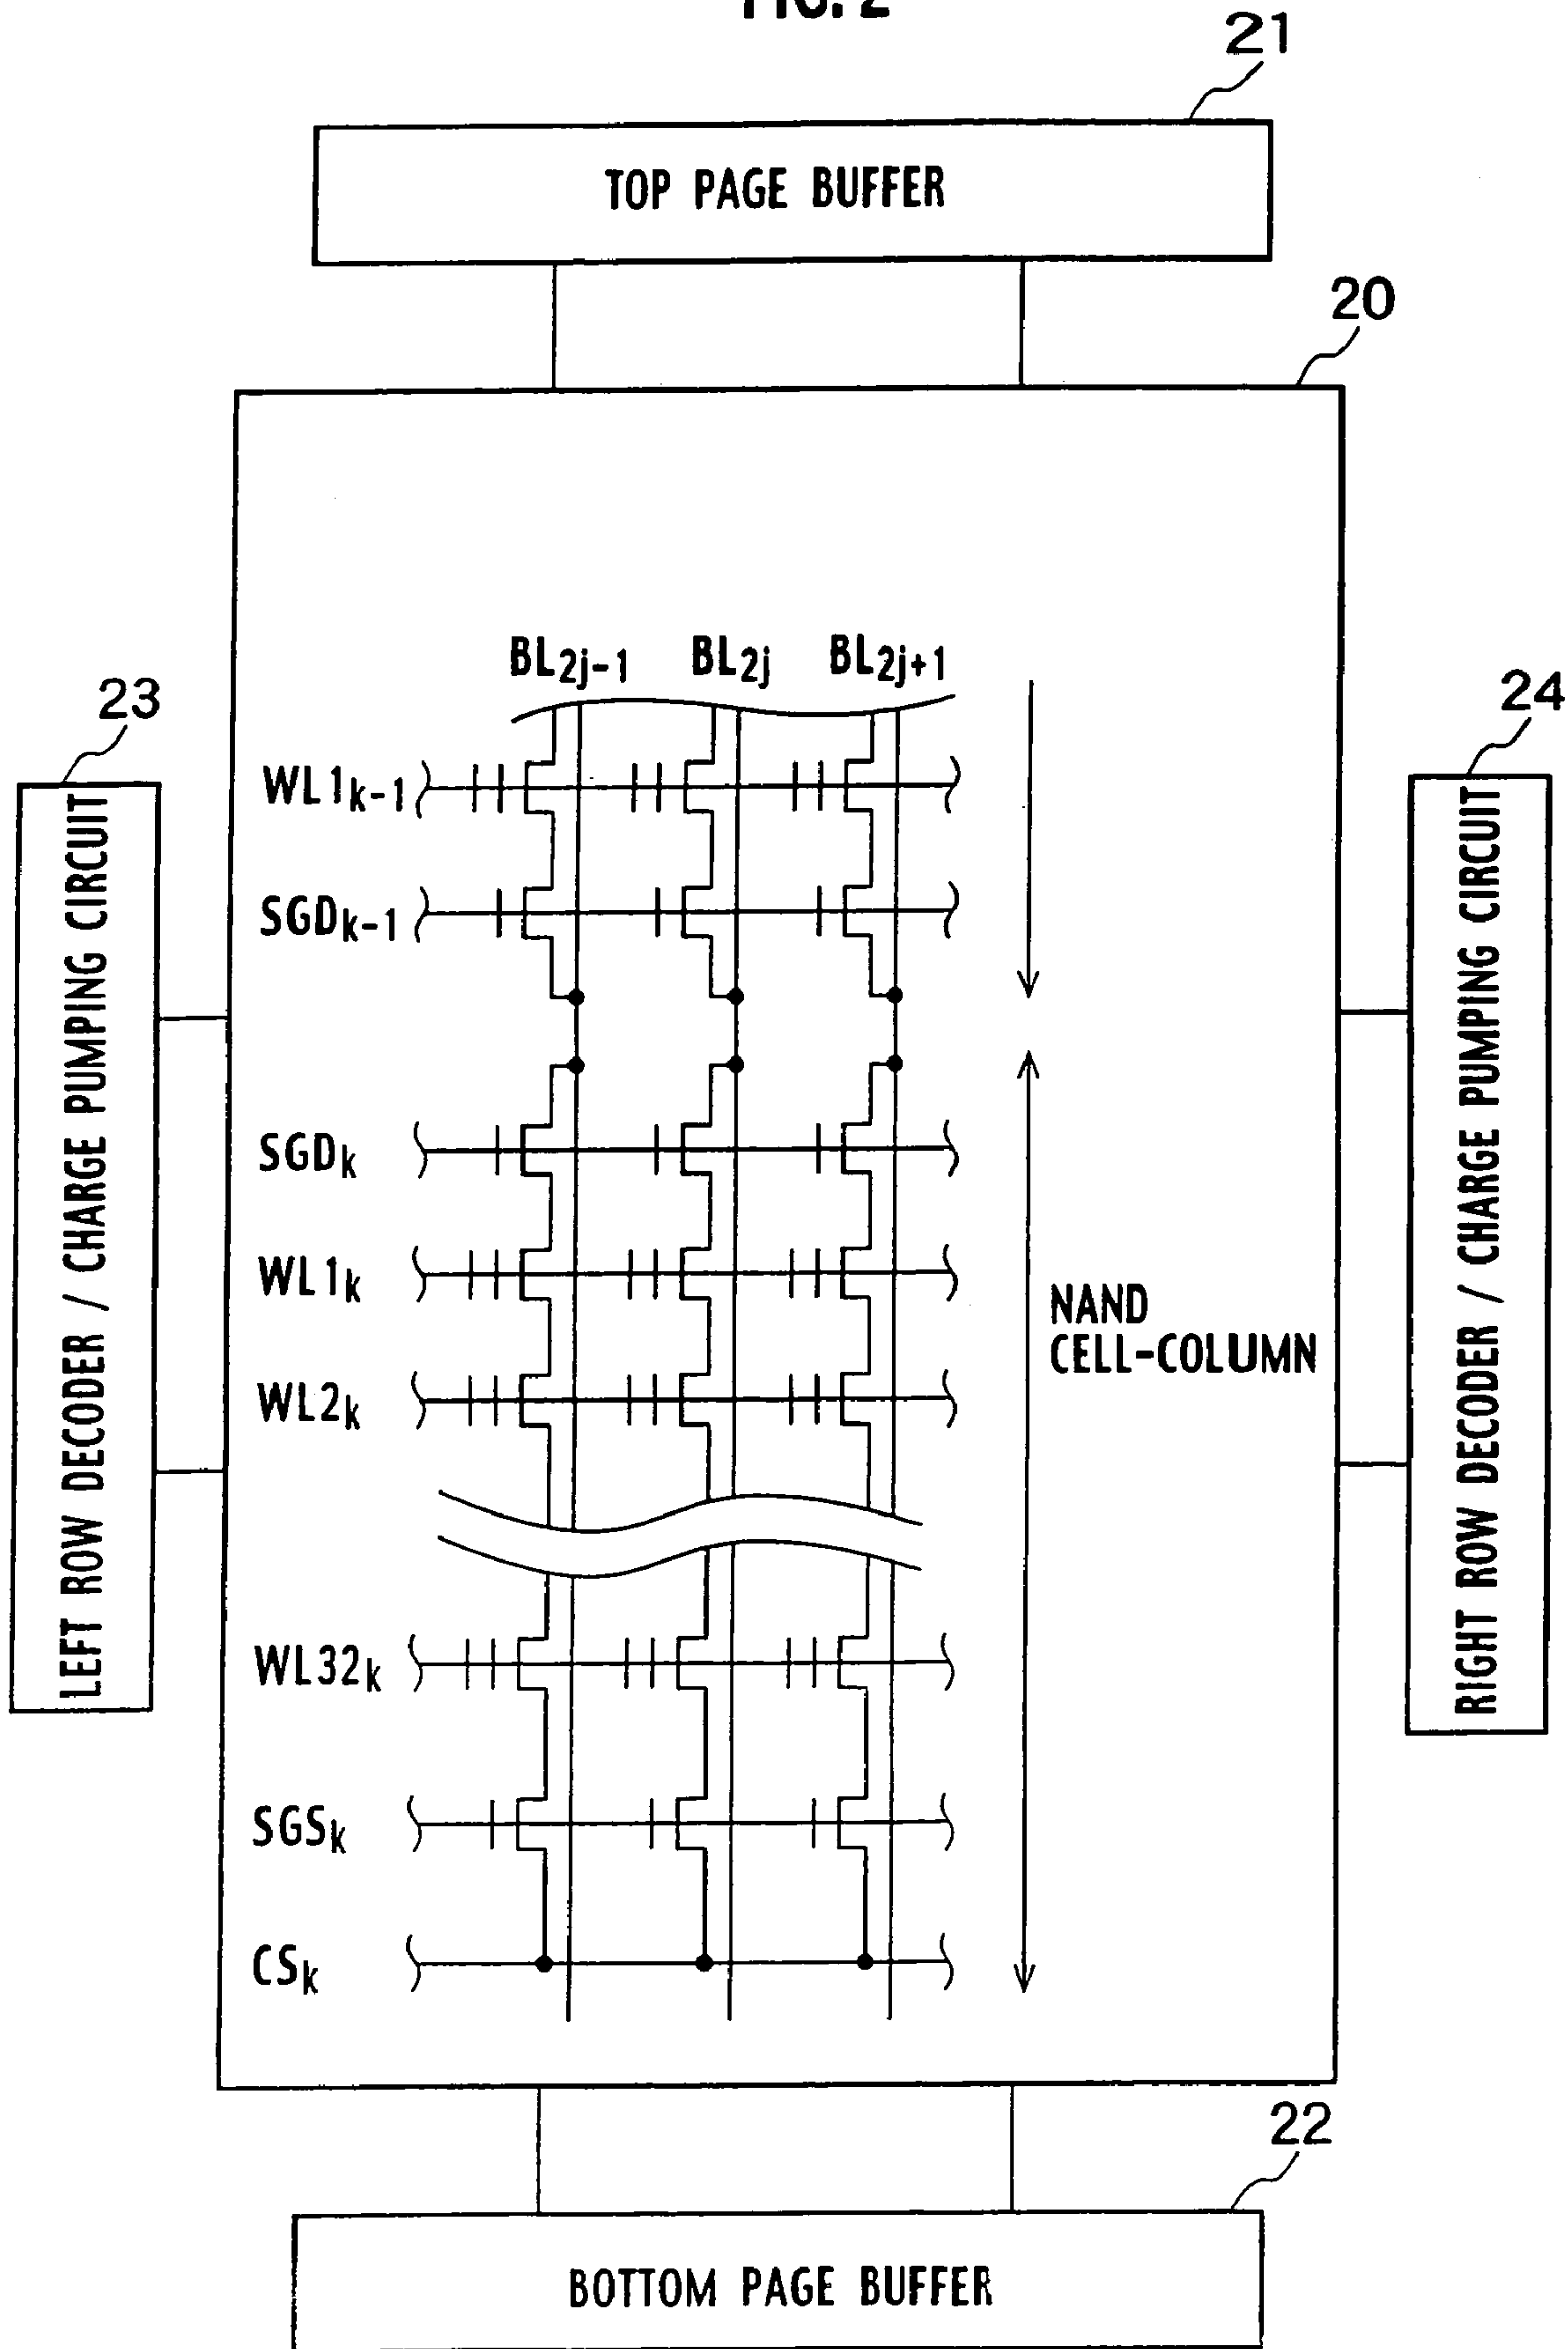 FIG. 2
21
TOP PAGE BUFFER
20
BL2j-1 BL2j BL2j+1
23
24
WL1k-1
SGDk-1
SGDk
WL1k
NAND
CELL-COLUMN
WL2k
WL32k
SGSk
CSk
LEFT ROW DECODER / CHARGE PUMPING CIRCUIT
RIGHT ROW DECODER / CHARGE PUMPING CIRCUIT
22
BOTTOM PAGE BUFFER